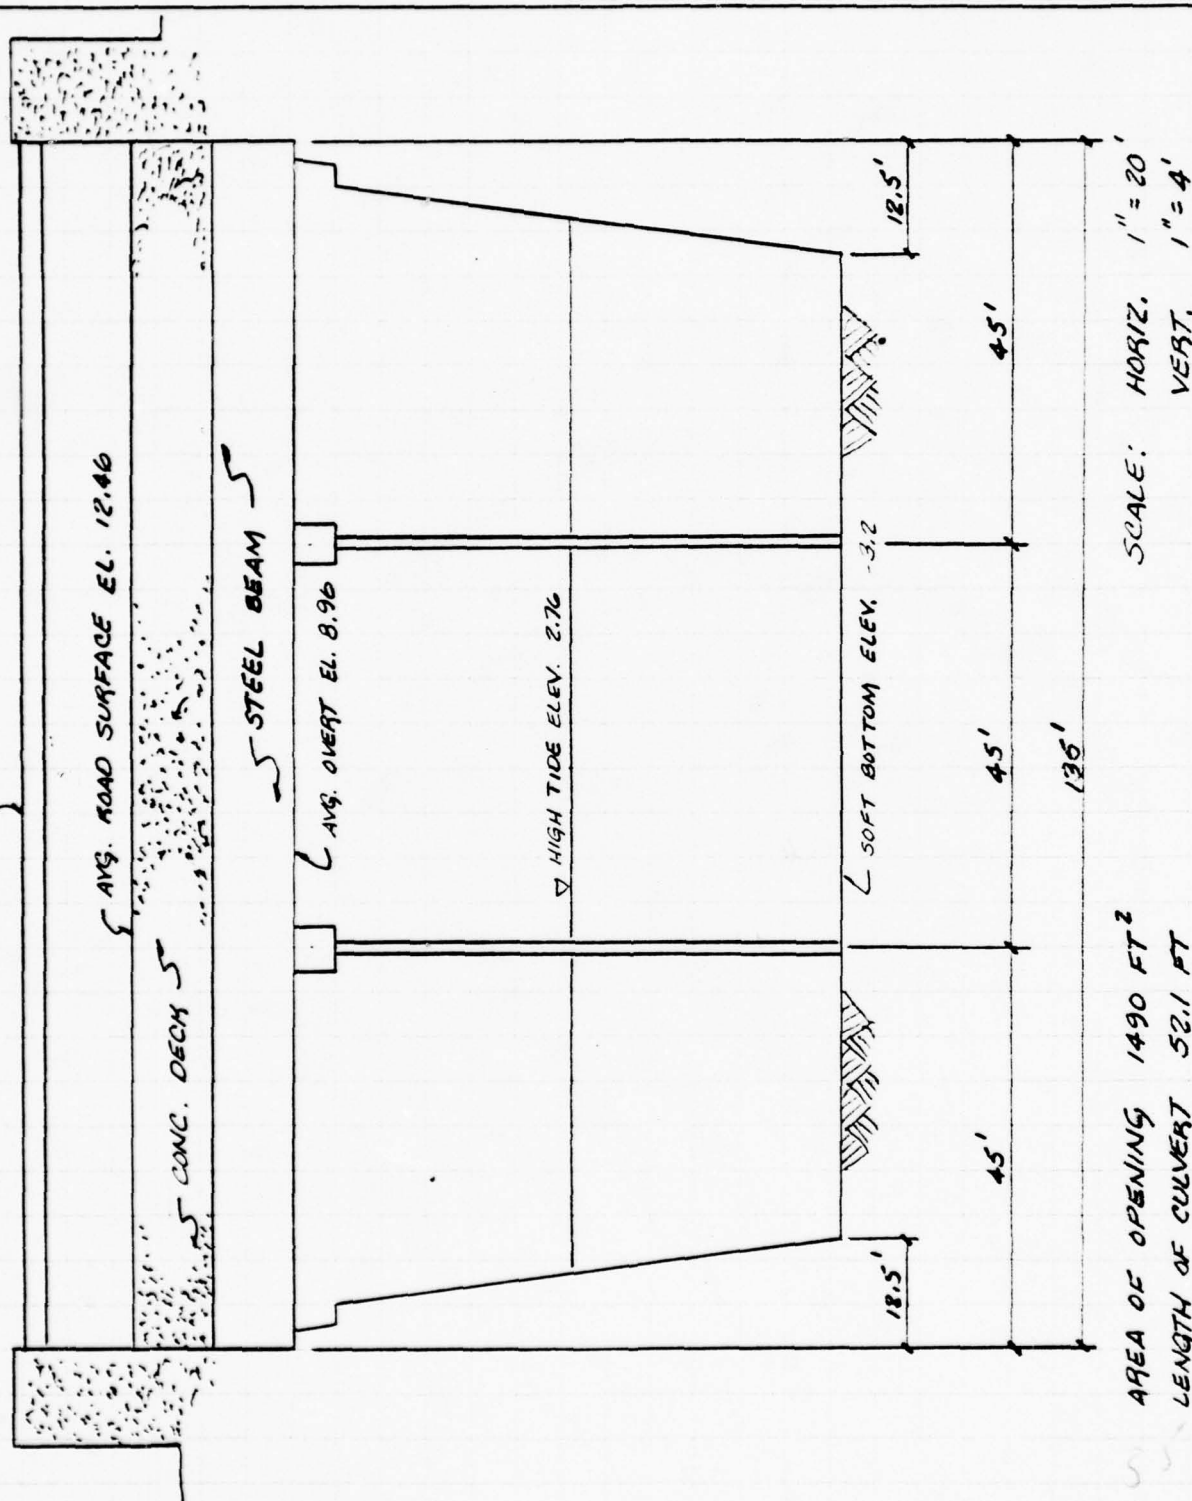 AVG. ROAD SURFACE EL. 12.46
CONC. DECK
STEEL BEAM
AVG. OVERT EL. 8.96
HIGH TIDE ELEV. 2.76
SOFT BOTTOM ELEV. -3.2
18.5' 12.5'
45' 45' 45'
135'
AREA OF OPENING 1490 FT²
SCALE: HORIZ. 1" = 20'
LENGTH OF CULVERT 52.1 FT
VERT. 1" = 4'